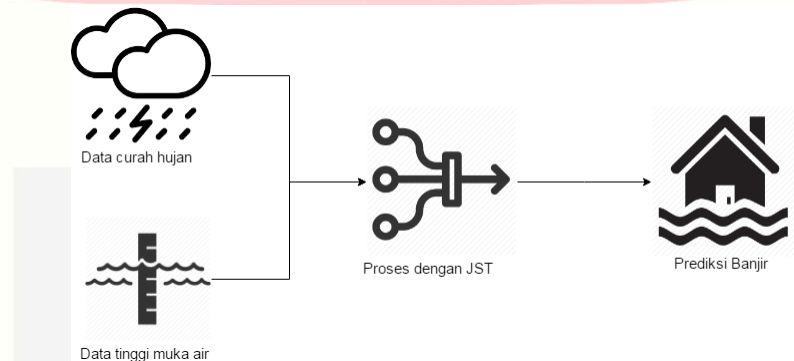 Data curah hujan
Proses dengan JST
Prediksi Banjir
Data tinggi muka air